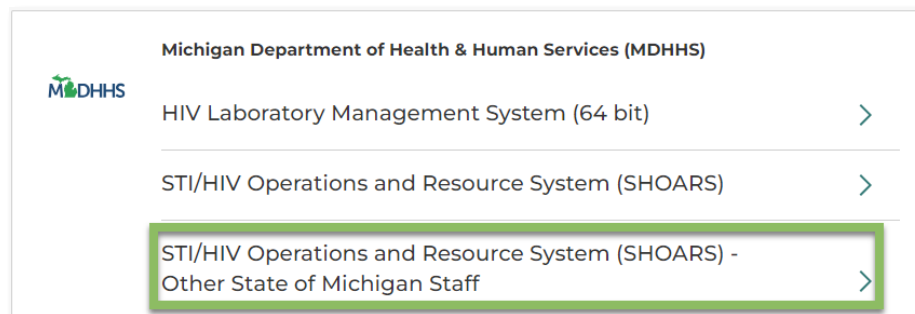 Michigan Department of Health & Human Services (MDHHS)
MDHHS
HIV Laboratory Management System (64 bit)
STI/HIV Operations and Resource System (SHOARS)
STI/HIV Operations and Resource System (SHOARS) -
Other State of Michigan Staff